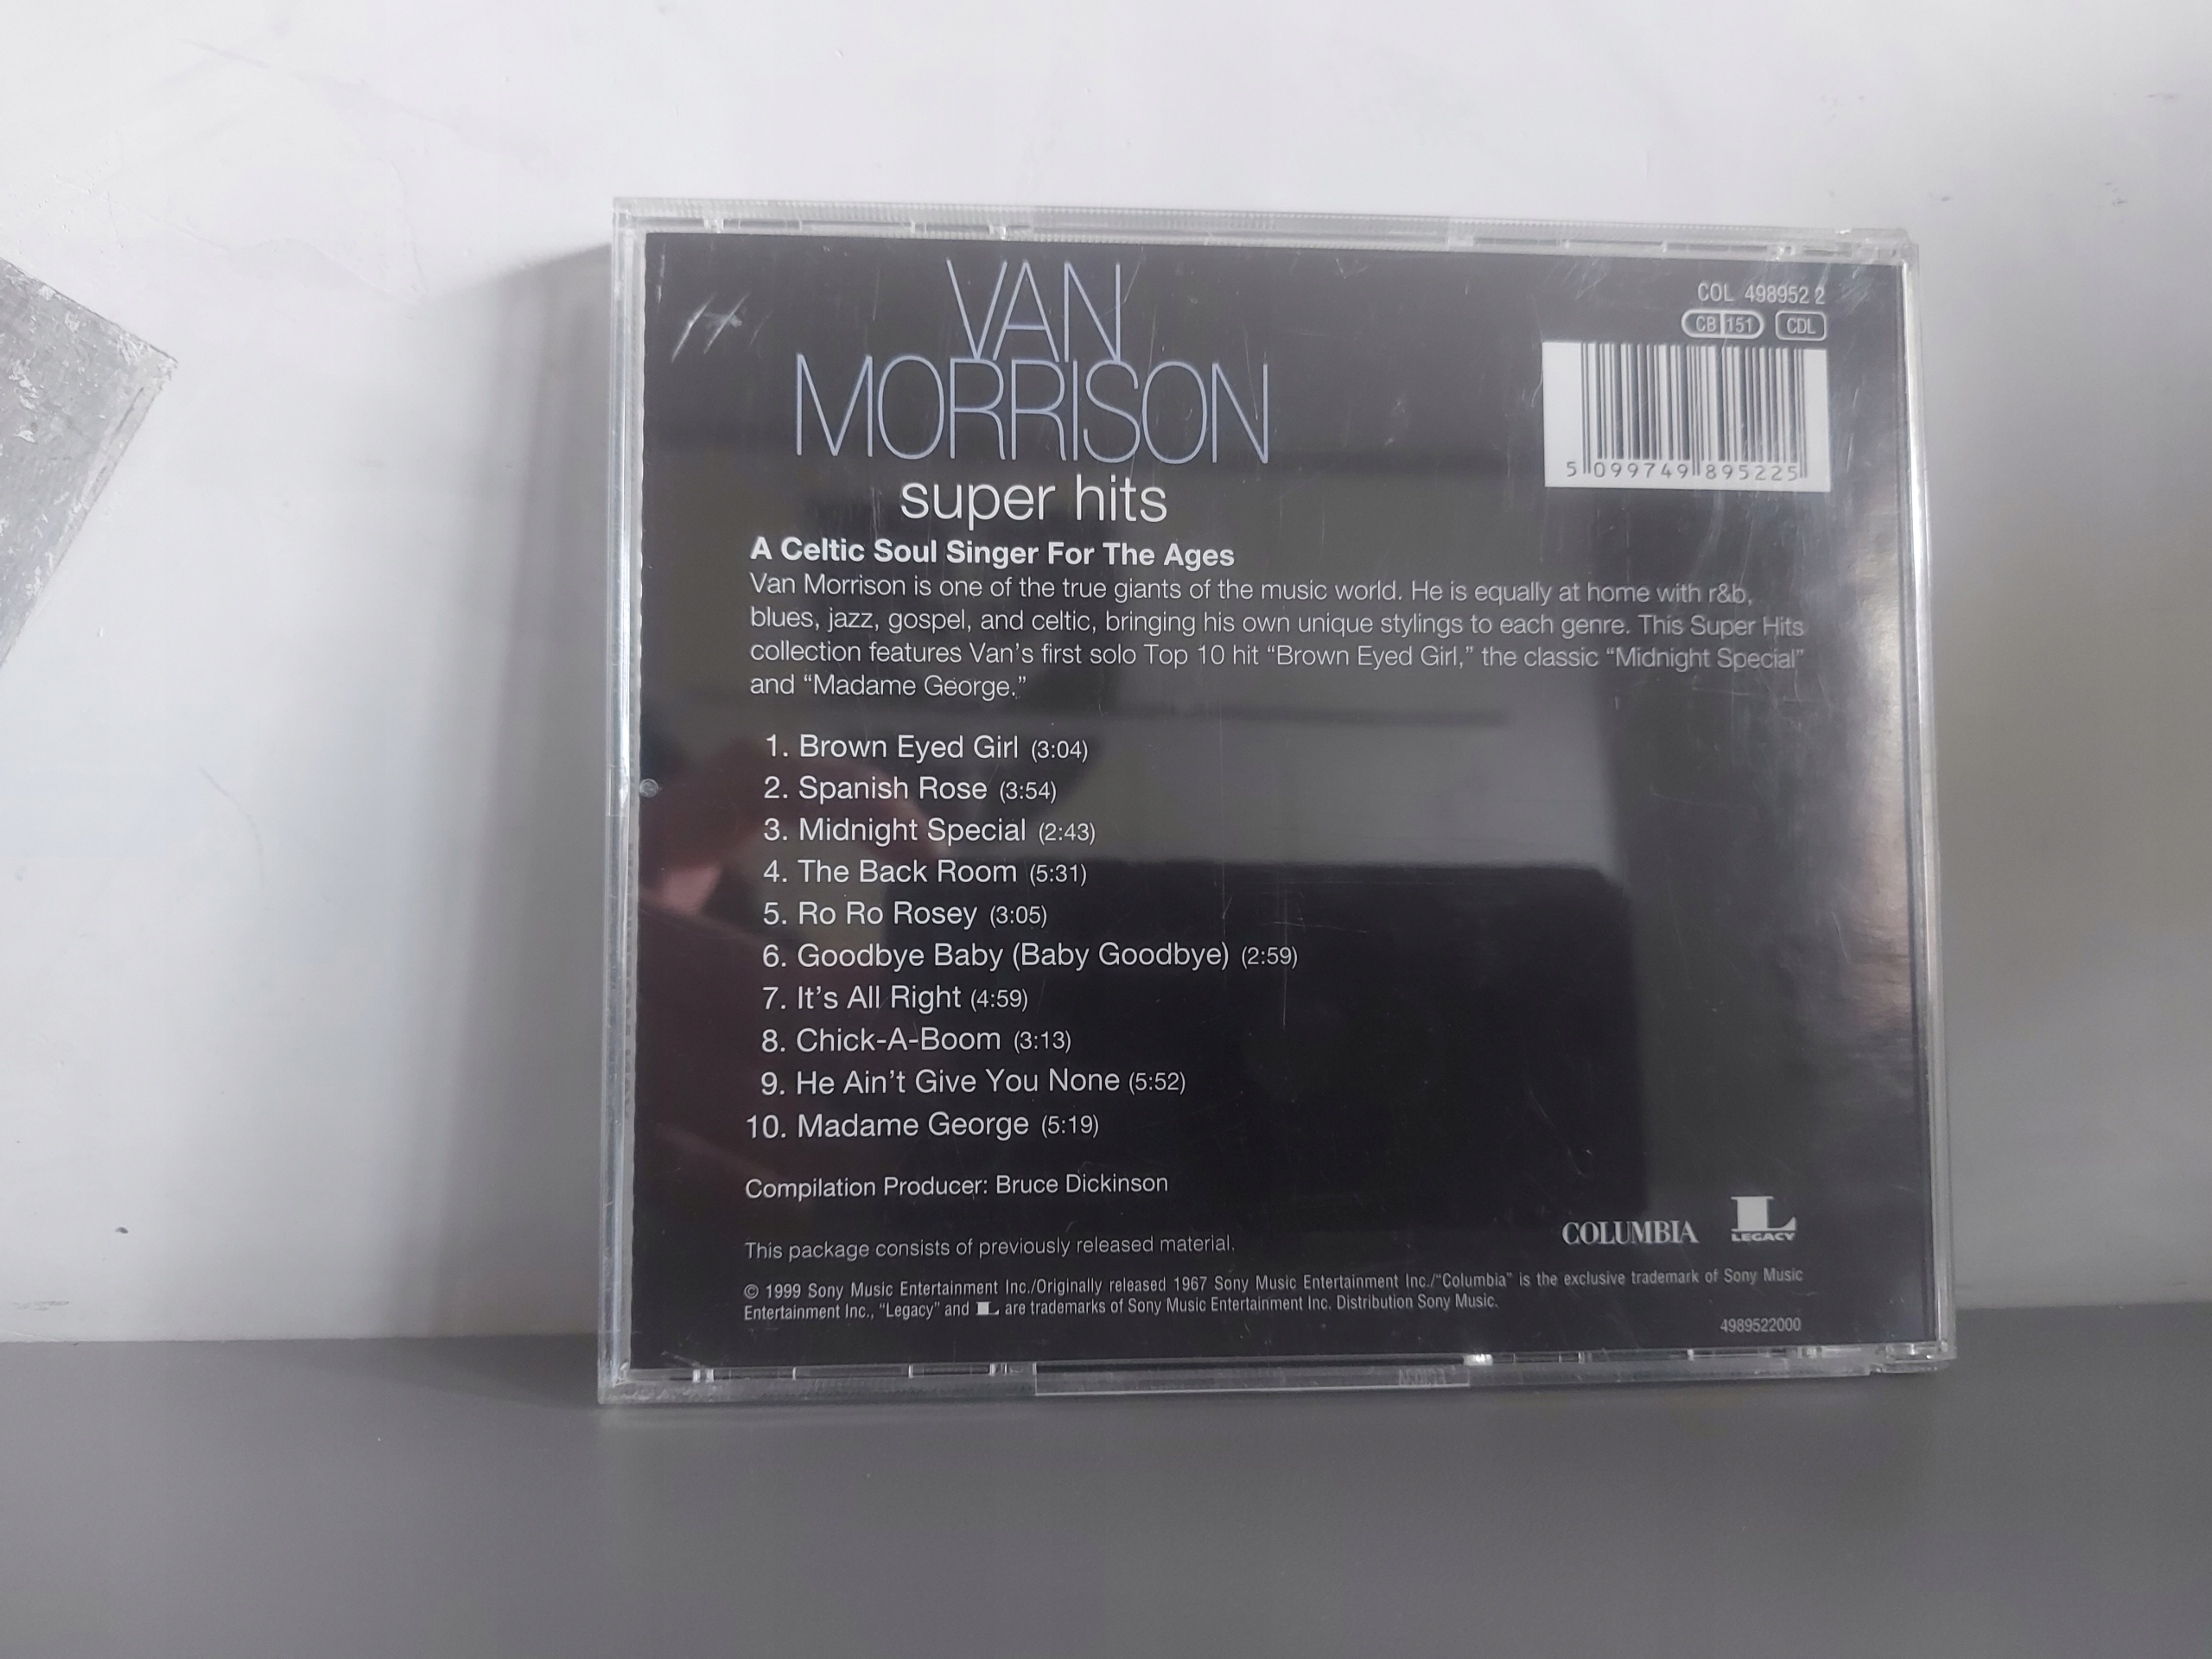 VAN
MORRISON
super hits
COL 498952 2
CB 151 CDL
5 099749 895225
A Celtic Soul Singer For The Ages
Van Morrison is one of the true giants of the music world. He is equally at home with r&b,
blues, jazz, gospel, and celtic, bringing his own unique stylings to each genre. This Super Hits
collection features Van's first solo Top 10 hit “Brown Eyed Girl,” the classic “Midnight Special”
and “Madame George.”
1. Brown Eyed Girl (3:04)
2. Spanish Rose (3:54)
3. Midnight Special (2:43)
4. The Back Room (5:31)
5. Ro Ro Rosey (3:05)
6. Goodbye Baby (Baby Goodbye) (2:59)
7. It's All Right (4:59)
8. Chick-A-Boom (3:13)
9. He Ain't Give You None (5:52)
10. Madame George (5:19)
Compilation Producer: Bruce Dickinson
COLUMBIA
L
LEGACY
This package consists of previously released material.
© 1999 Sony Music Entertainment Inc./Originally released 1967 Sony Music Entertainment Inc./“Columbia” is the exclusive trademark of Sony Music
Entertainment Inc., “Legacy” and L are trademarks of Sony Music Entertainment Inc. Distribution Sony Music.
4989522000